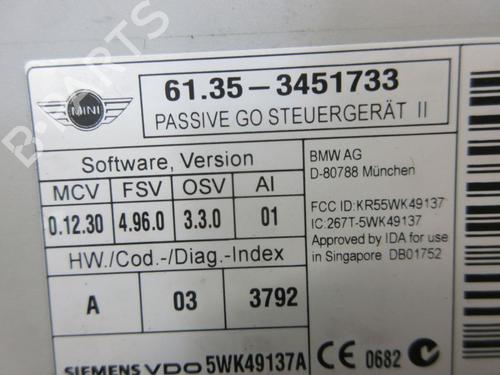 B-PARTS
MINI
61.35-3451733
PASSIVE GO STEUERGERÄT II
Software, Version
MCV FSV OSV AI
0.12.30 4.96.0 3.3.0 01
HW./Cod.-/Diag.-Index
A 03 3792
SIEMENS VDO 5WK49137A
BMW AG
D-80788 München
FCC ID:KR55WK49137
IC:267T-5WK49137
Approved by IDA for use
in Singapore DB01752
CE 0682